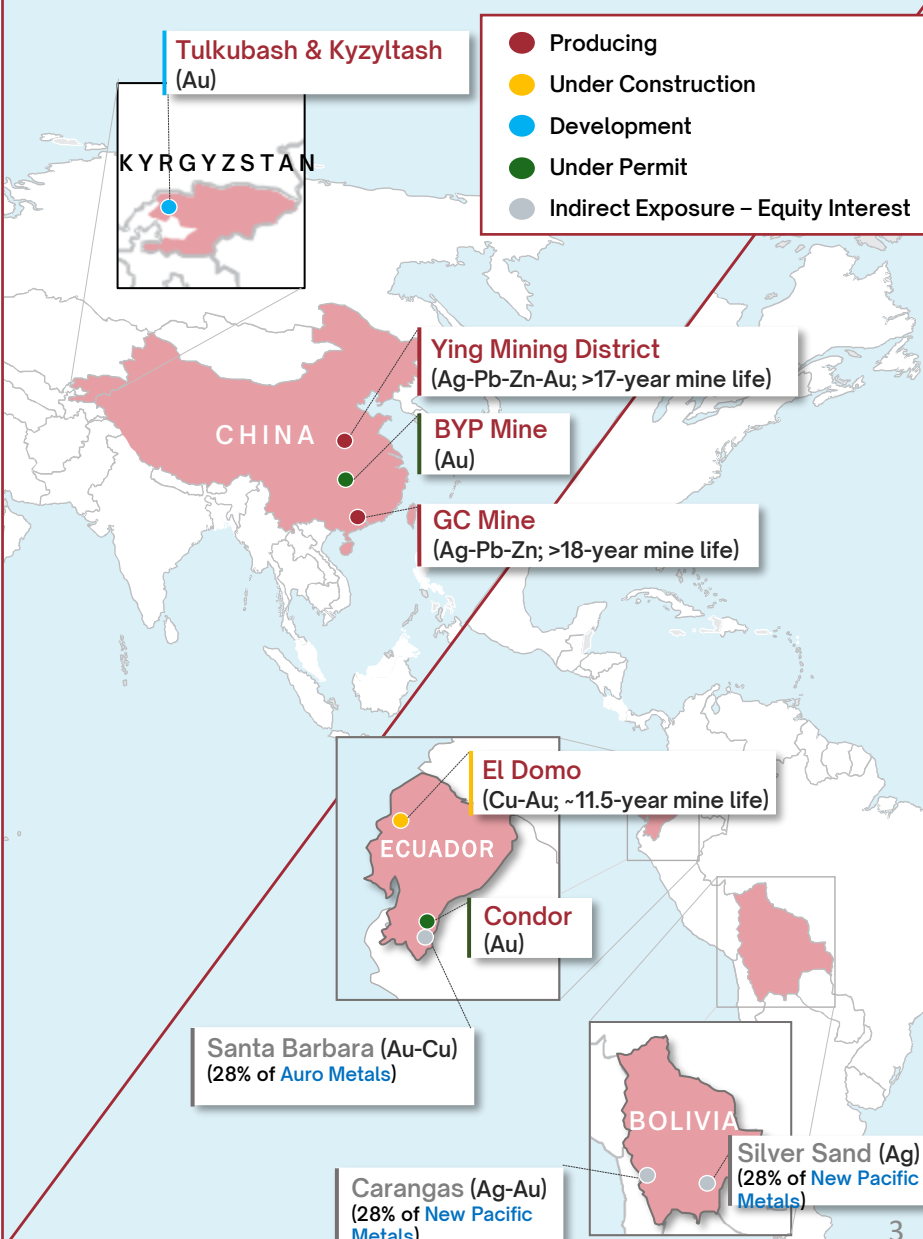 Tulkubash & Kyzyltash
(Au)
KYRGYZSTAN
Producing
Under Construction
Development
Under Permit
Indirect Exposure – Equity Interest
CHINA
Ying Mining District
(Ag-Pb-Zn-Au; >17-year mine life)
BYP Mine
(Au)
GC Mine
(Ag-Pb-Zn; >18-year mine life)
El Domo
(Cu-Au; ~11.5-year mine life)
ECUADOR
Condor
(Au)
Santa Barbara (Au-Cu)
(28% of Auro Metals)
BOLIVIA
Silver Sand (Ag)
(28% of New Pacific
Metals)
Carangas (Ag-Au)
(28% of New Pacific
Metals)
3